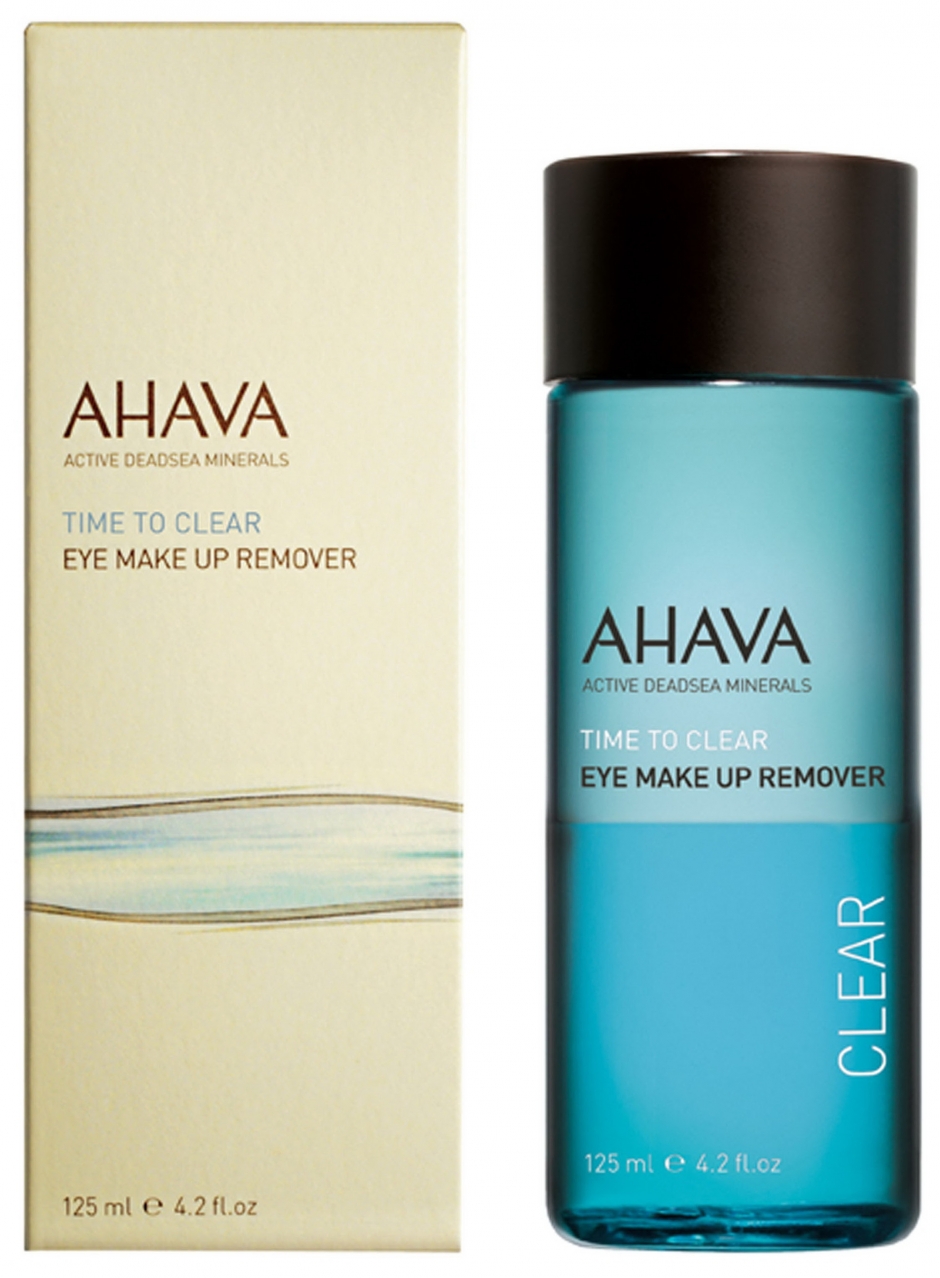 AHAVA
ACTIVE DEADSEA MINERALS
TIME TO CLEAR
EYE MAKE UP REMOVER
125 ml ℮ 4.2 fl.oz
AHAVA
ACTIVE DEADSEA MINERALS
TIME TO CLEAR
EYE MAKE UP REMOVER
CLEAR
125 ml ℮ 4.2 fl.oz